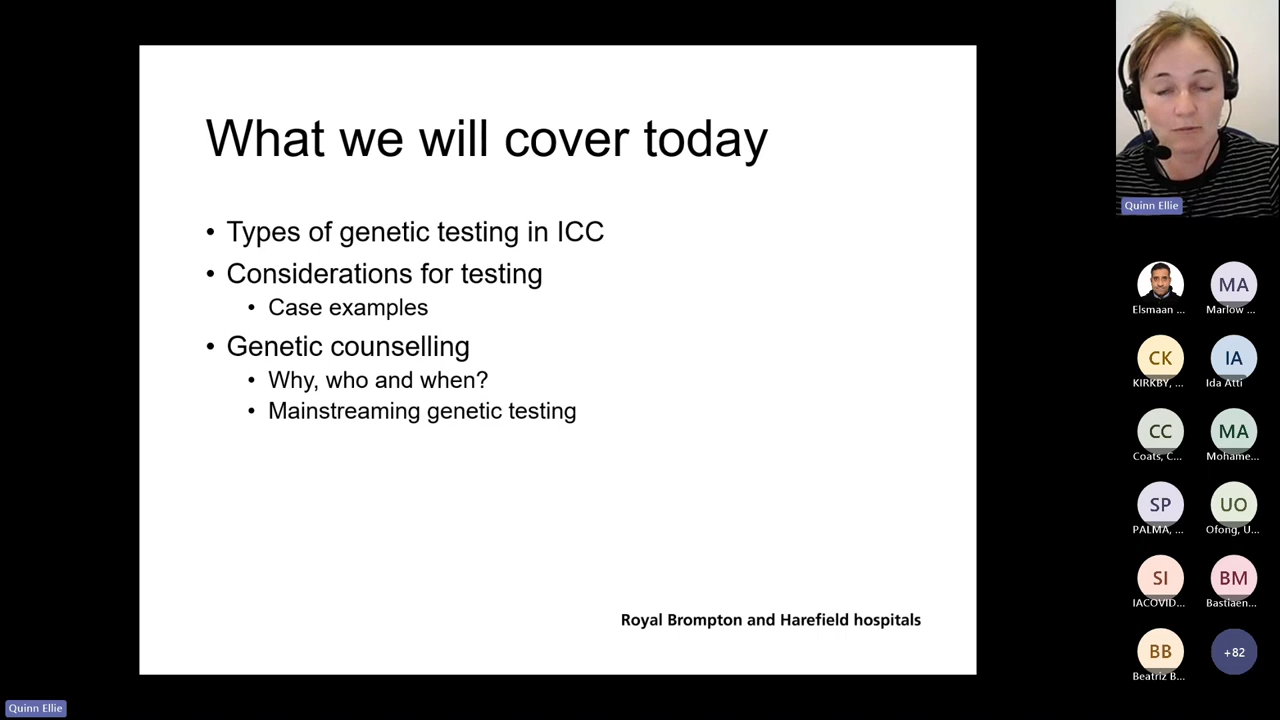 What we will cover today
• Types of genetic testing in ICC
• Considerations for testing
• Case examples
• Genetic counselling
• Why, who and when?
• Mainstreaming genetic testing
Royal Brompton and Harefield hospitals
Quinn Ellie
Elsmaan ...
MA
Marlow ...
CK
KIRKBY, ...
IA
Ida Atti
CC
Coats, C...
MA
Mohame...
SP
PALMA, ...
UO
Ofong, U...
SI
IACOVID...
BM
Bastiaen...
BB
Beatriz B...
+82
Quinn Ellie